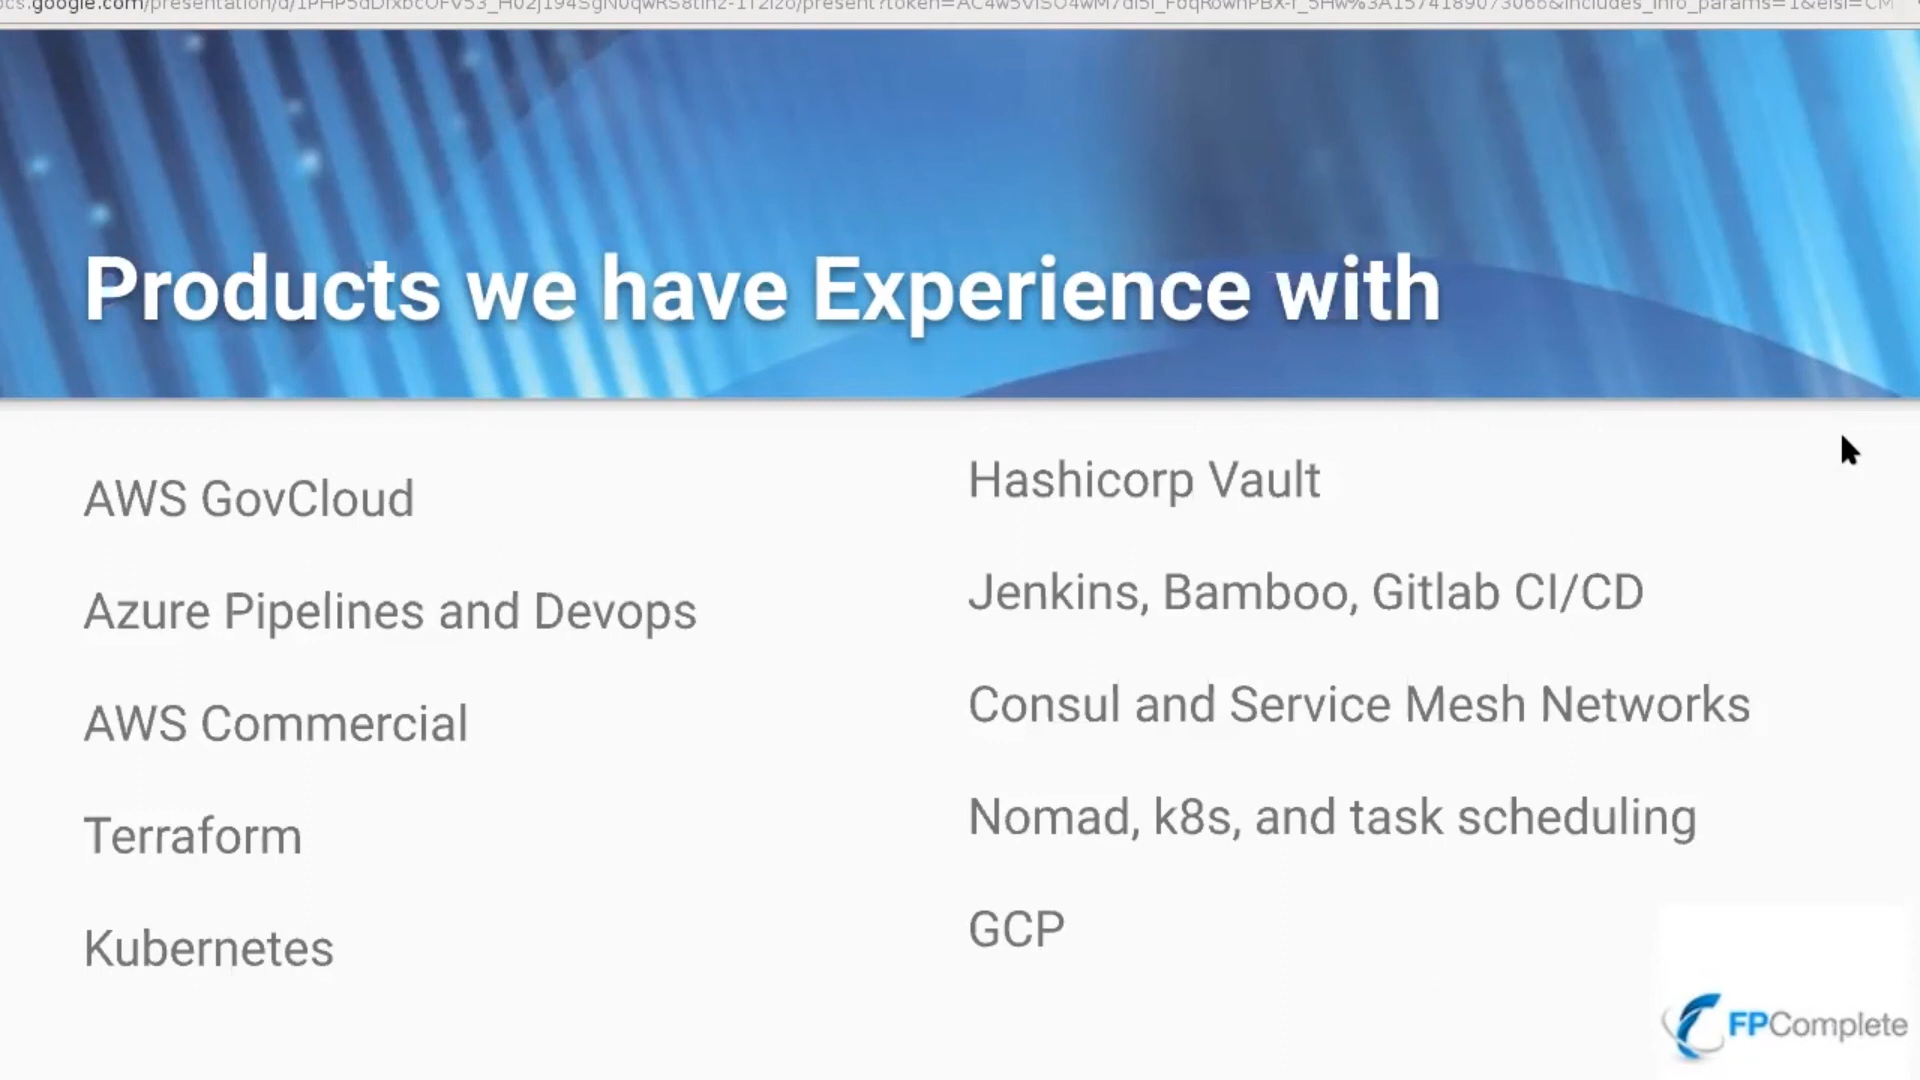 Products we have Experience with
AWS GovCloud
Azure Pipelines and Devops
AWS Commercial
Terraform
Kubernetes
Hashicorp Vault
Jenkins, Bamboo, Gitlab CI/CD
Consul and Service Mesh Networks
Nomad, k8s, and task scheduling
GCP
FPComplete